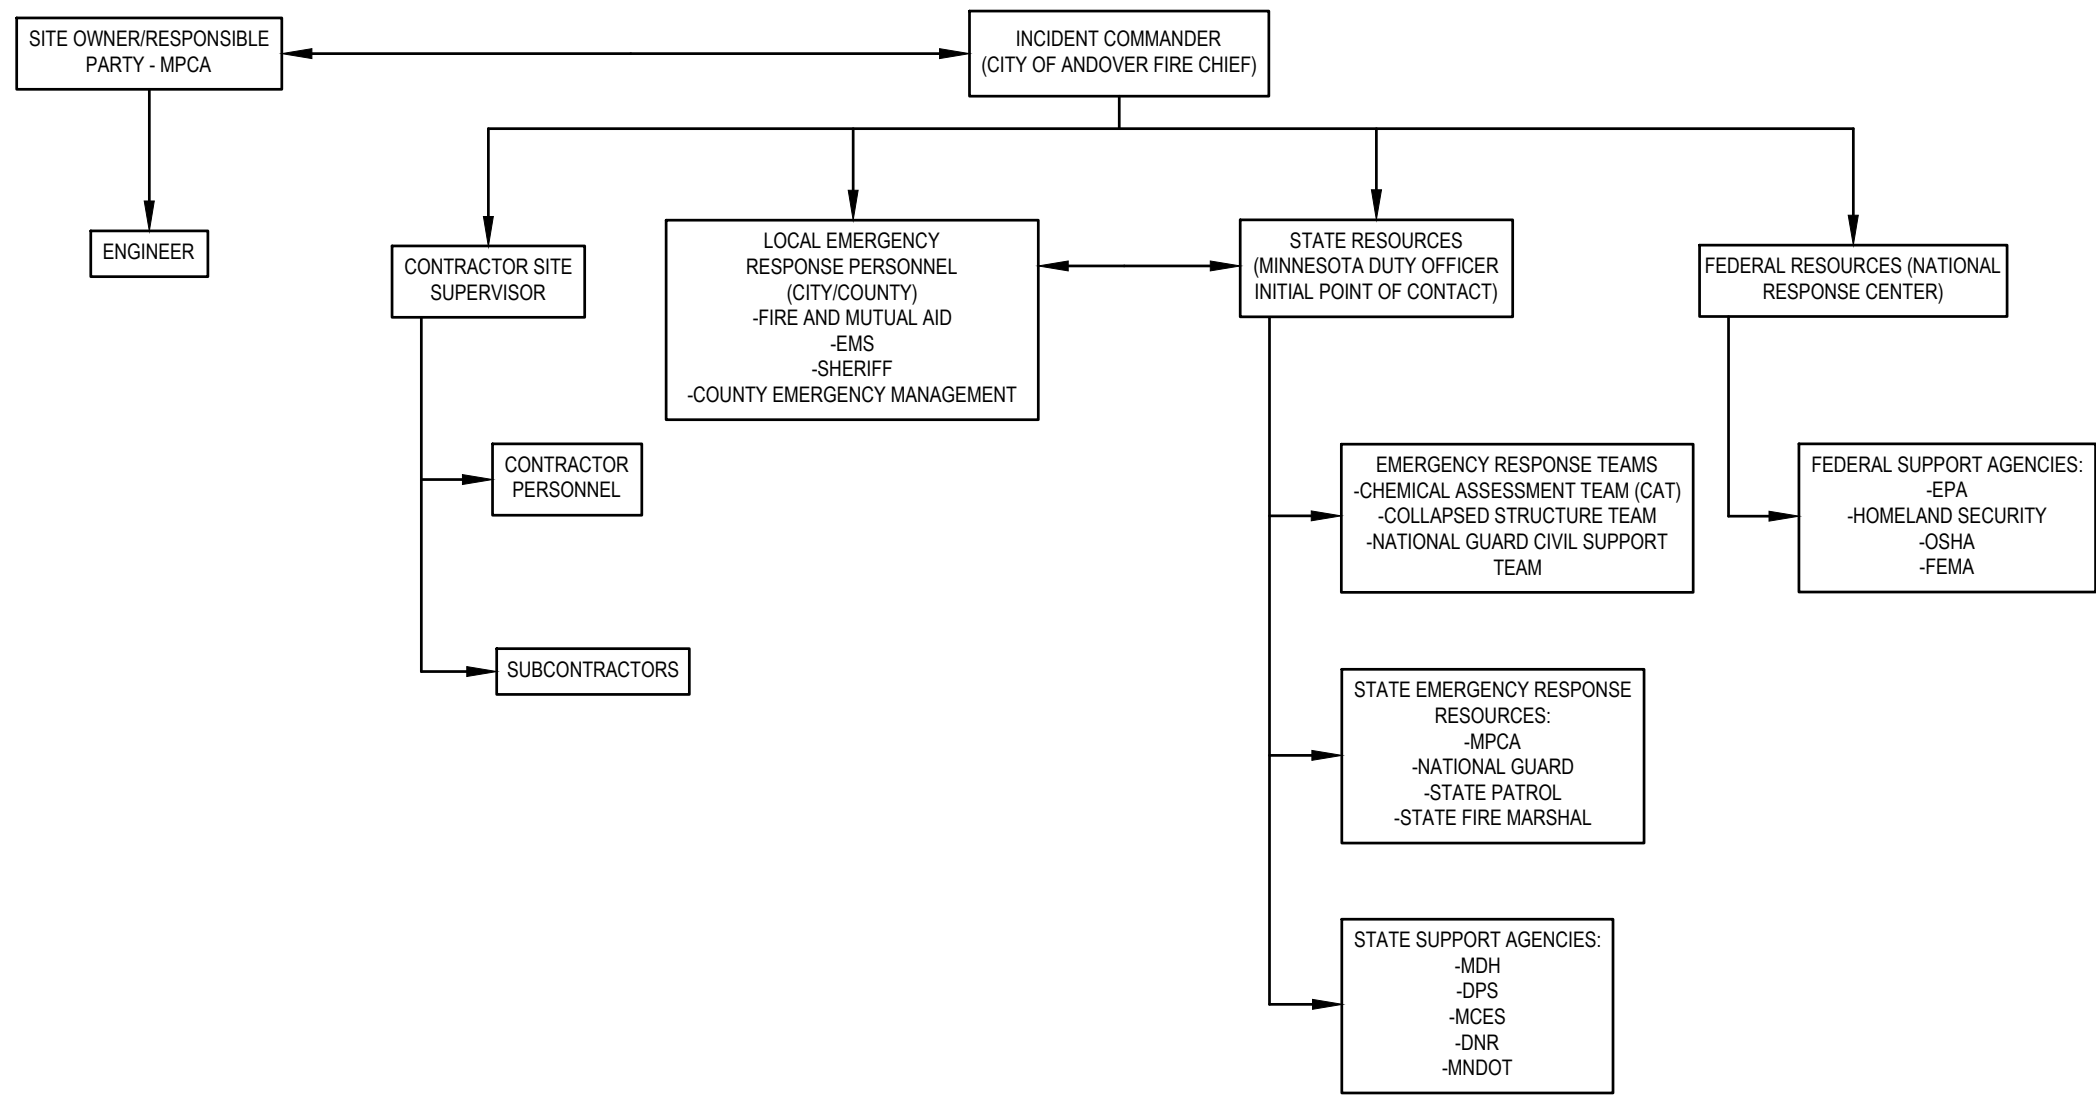 SITE OWNER/RESPONSIBLE
PARTY - MPCA
INCIDENT COMMANDER
(CITY OF ANDOVER FIRE CHIEF)
ENGINEER
CONTRACTOR SITE
SUPERVISOR
LOCAL EMERGENCY
RESPONSE PERSONNEL
(CITY/COUNTY)
-FIRE AND MUTUAL AID
-EMS
-SHERIFF
-COUNTY EMERGENCY MANAGEMENT
STATE RESOURCES
(MINNESOTA DUTY OFFICER
INITIAL POINT OF CONTACT)
FEDERAL RESOURCES (NATIONAL
RESPONSE CENTER)
CONTRACTOR
PERSONNEL
SUBCONTRACTORS
EMERGENCY RESPONSE TEAMS
-CHEMICAL ASSESSMENT TEAM (CAT)
-COLLAPSED STRUCTURE TEAM
-NATIONAL GUARD CIVIL SUPPORT
TEAM
FEDERAL SUPPORT AGENCIES:
-EPA
-HOMELAND SECURITY
-OSHA
-FEMA
STATE EMERGENCY RESPONSE
RESOURCES:
-MPCA
-NATIONAL GUARD
-STATE PATROL
-STATE FIRE MARSHAL
STATE SUPPORT AGENCIES:
-MDH
-DPS
-MCES
-DNR
-MNDOT